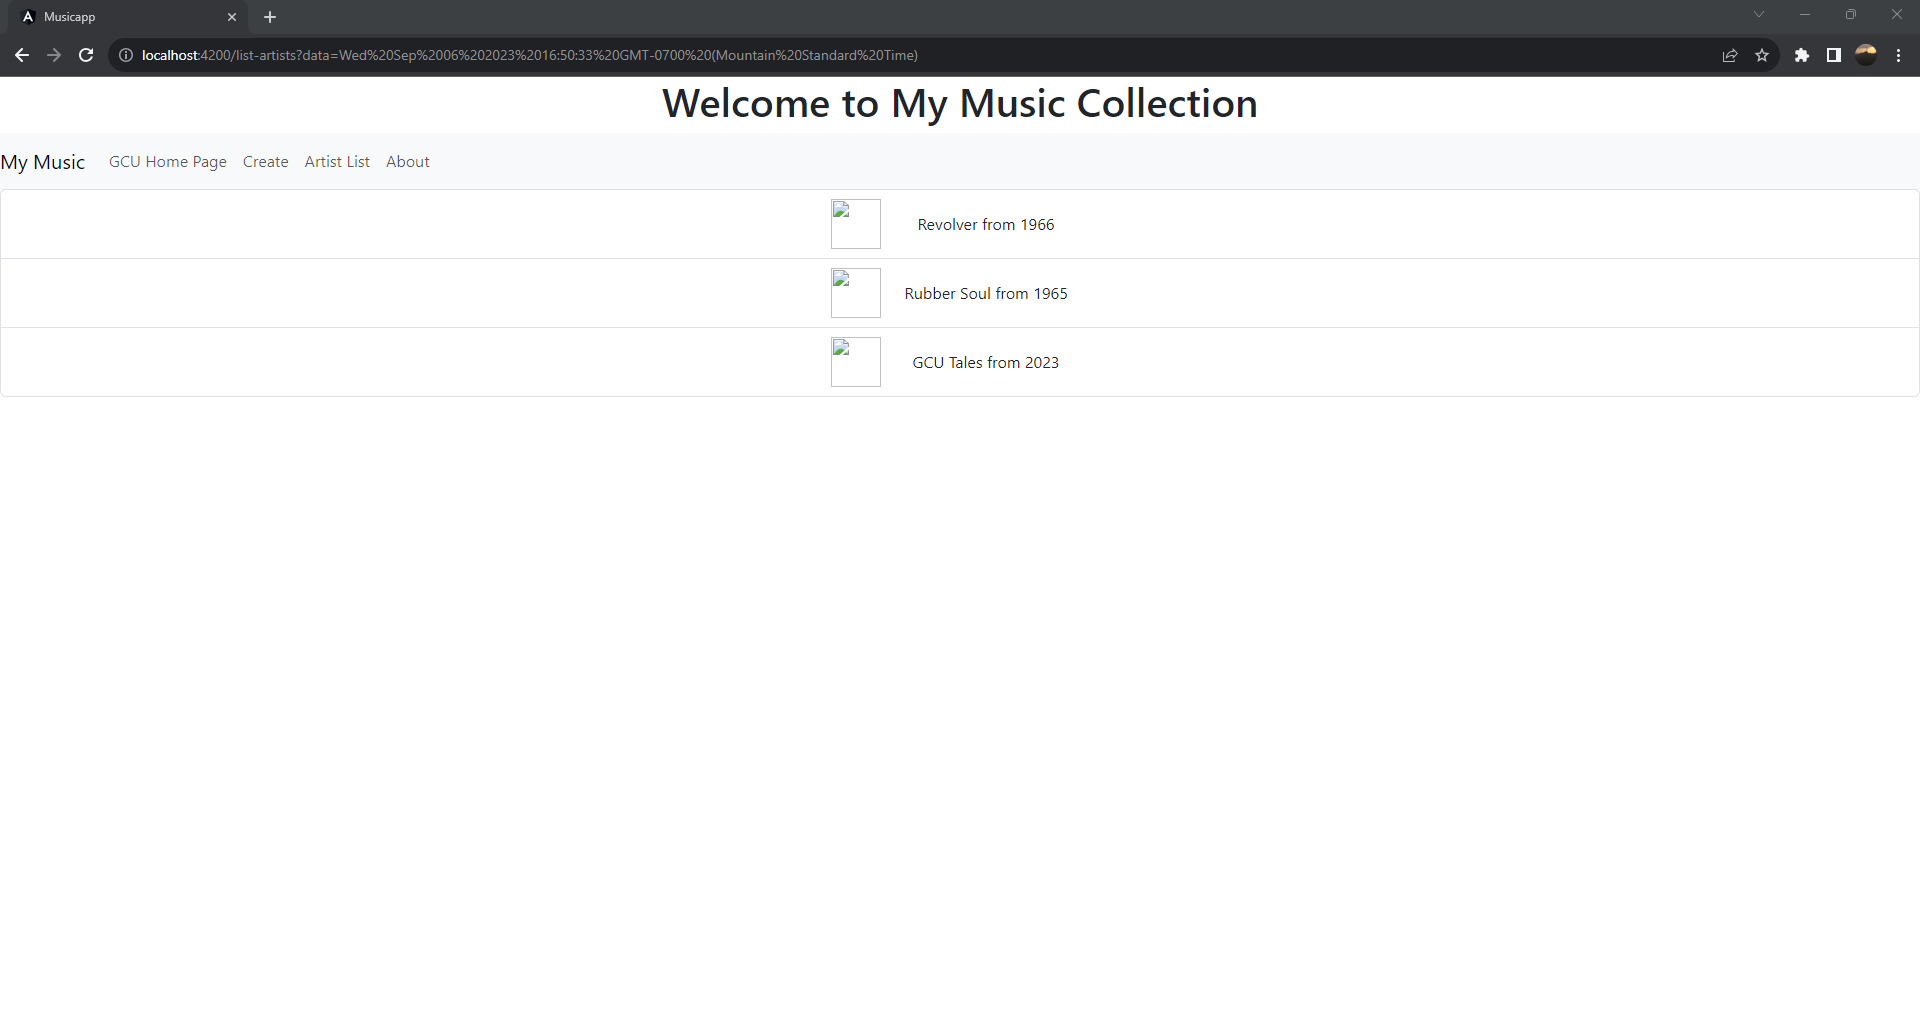 Musicapp
localhost:4200/list-artists?data=Wed%20Sep%2006%202023%2016:50:33%20GMT-0700%20(Mountain%20Standard%20Time)
Welcome to My Music Collection
My Music GCU Home Page Create Artist List About
Revolver from 1966
Rubber Soul from 1965
GCU Tales from 2023